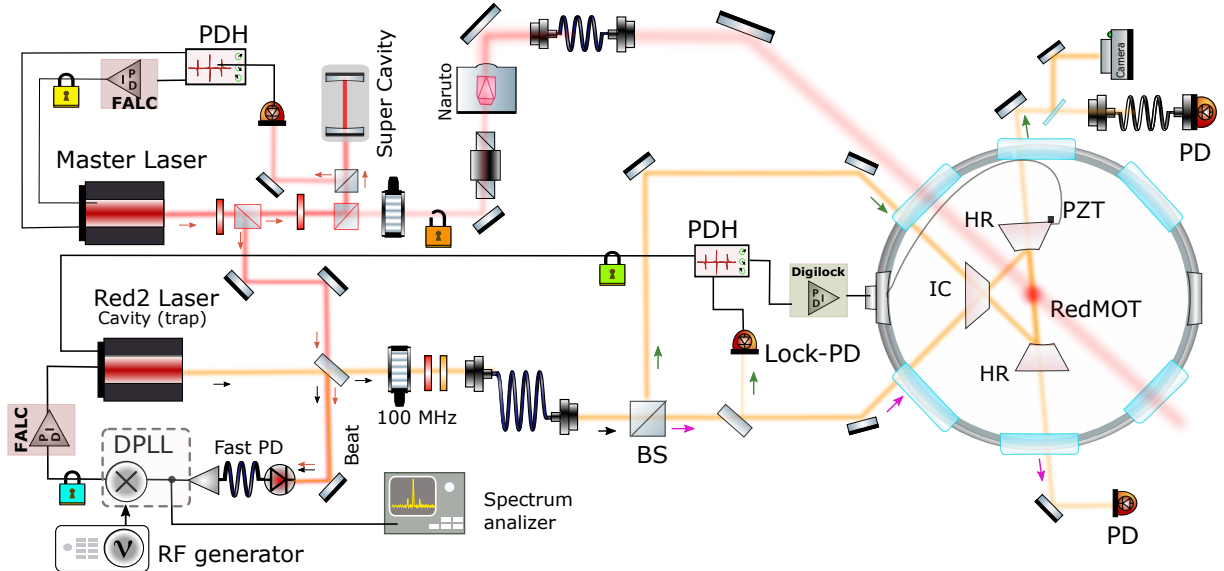 PDH
P
I
D
FALC
Master Laser
Super Cavity
Naruto
Camera
PD
HR
PZT
PDH
Digilock
P
I
D
IC
RedMOT
Red2 Laser
Cavity (trap)
Lock-PD
HR
100 MHz
BS
FALC
P
I
D
DPLL
Fast PD
Beat
Spectrum
analizer
ν
RF generator
PD